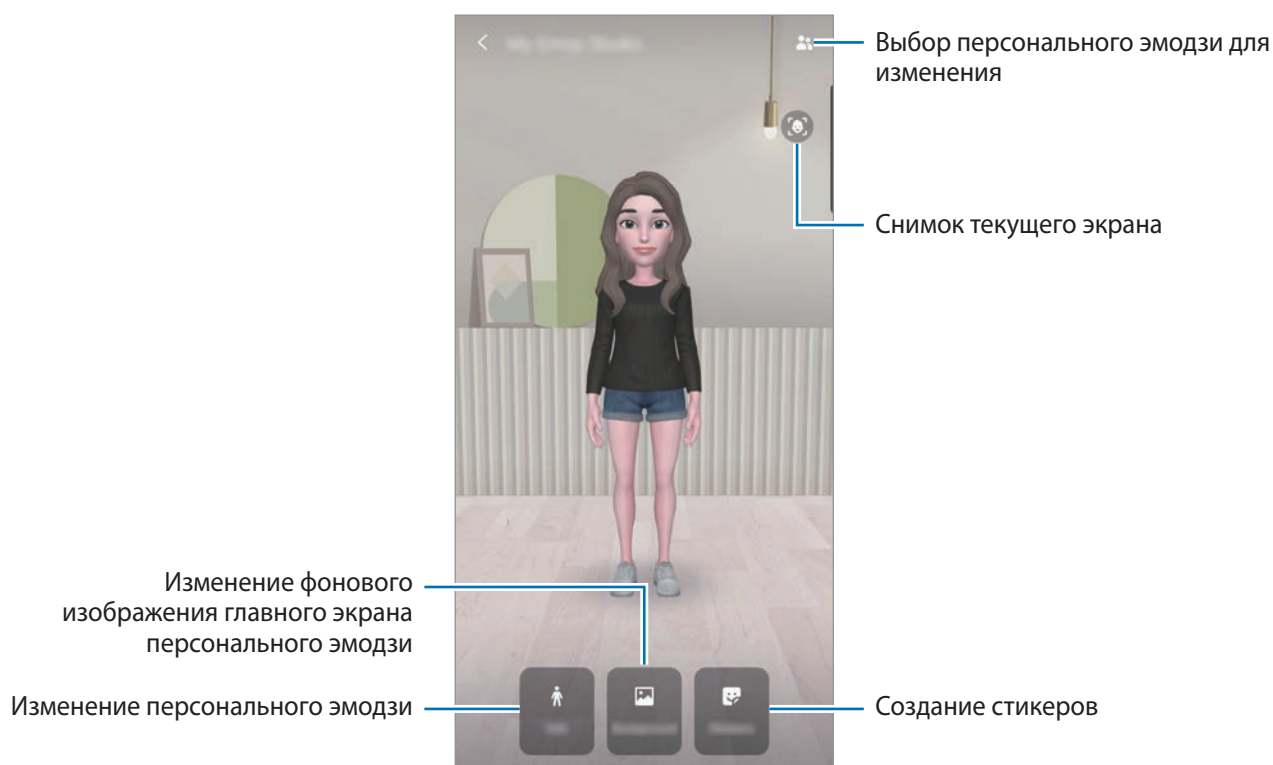 Выбор персонального эмодзи для
изменения
Снимок текущего экрана
Изменение фонового
изображения главного экрана
персонального эмодзи
Изменение персонального эмодзи
Создание стикеров